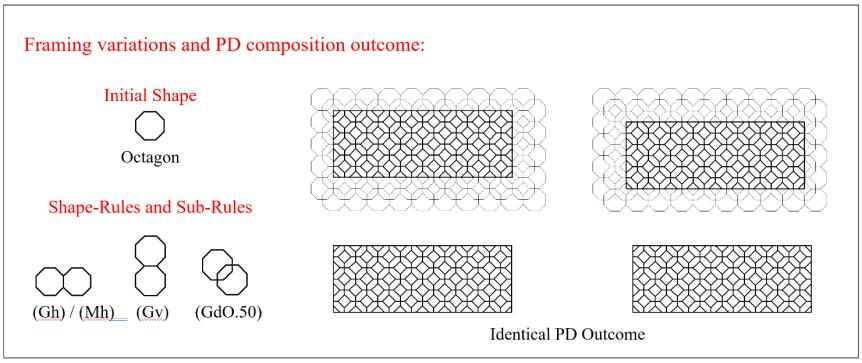 Framing variations and PD composition outcome:
Initial Shape
Octagon
Shape-Rules and Sub-Rules
(Gh) / (Mh) (Gv) (GdO.50)
Identical PD Outcome